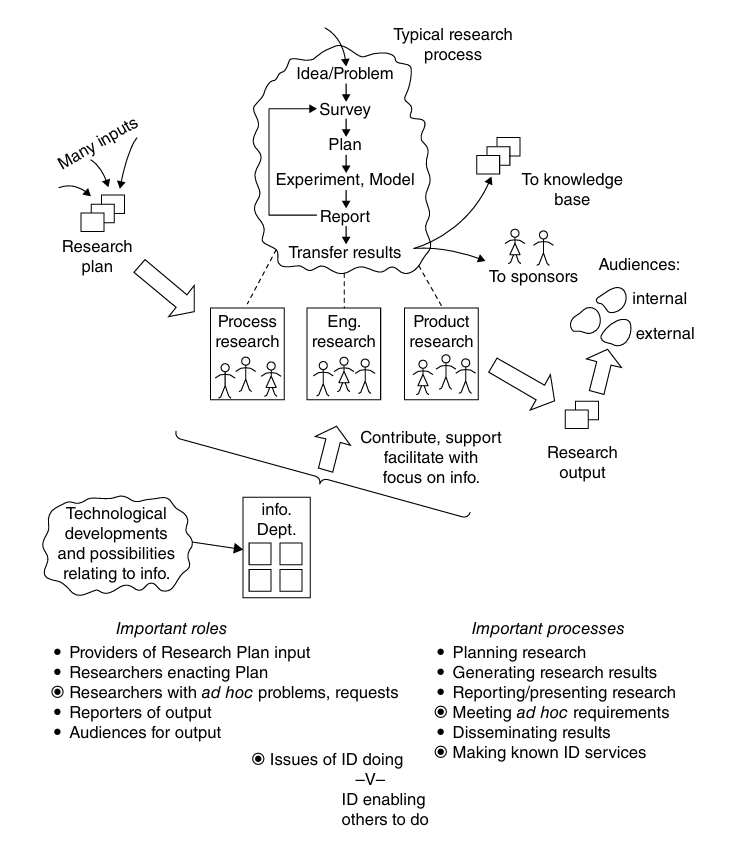 Typical research
process
Idea/Problem
Survey
Plan
Experiment, Model
Report
Transfer results
Many inputs
Research
plan
To knowledge
base
To sponsors
Audiences:
internal
external
Process
research
Eng.
research
Product
research
Research
output
Contribute, support
facilitate with
focus on info.
Technological
developments
and possibilities
relating to info.
info.
Dept.
Important roles
• Providers of Research Plan input
• Researchers enacting Plan
◉ Researchers with ad hoc problems, requests
• Reporters of output
• Audiences for output
Important processes
• Planning research
• Generating research results
• Reporting/presenting research
◉ Meeting ad hoc requirements
• Disseminating results
◉ Making known ID services
◉ Issues of ID doing
–V–
ID enabling
others to do